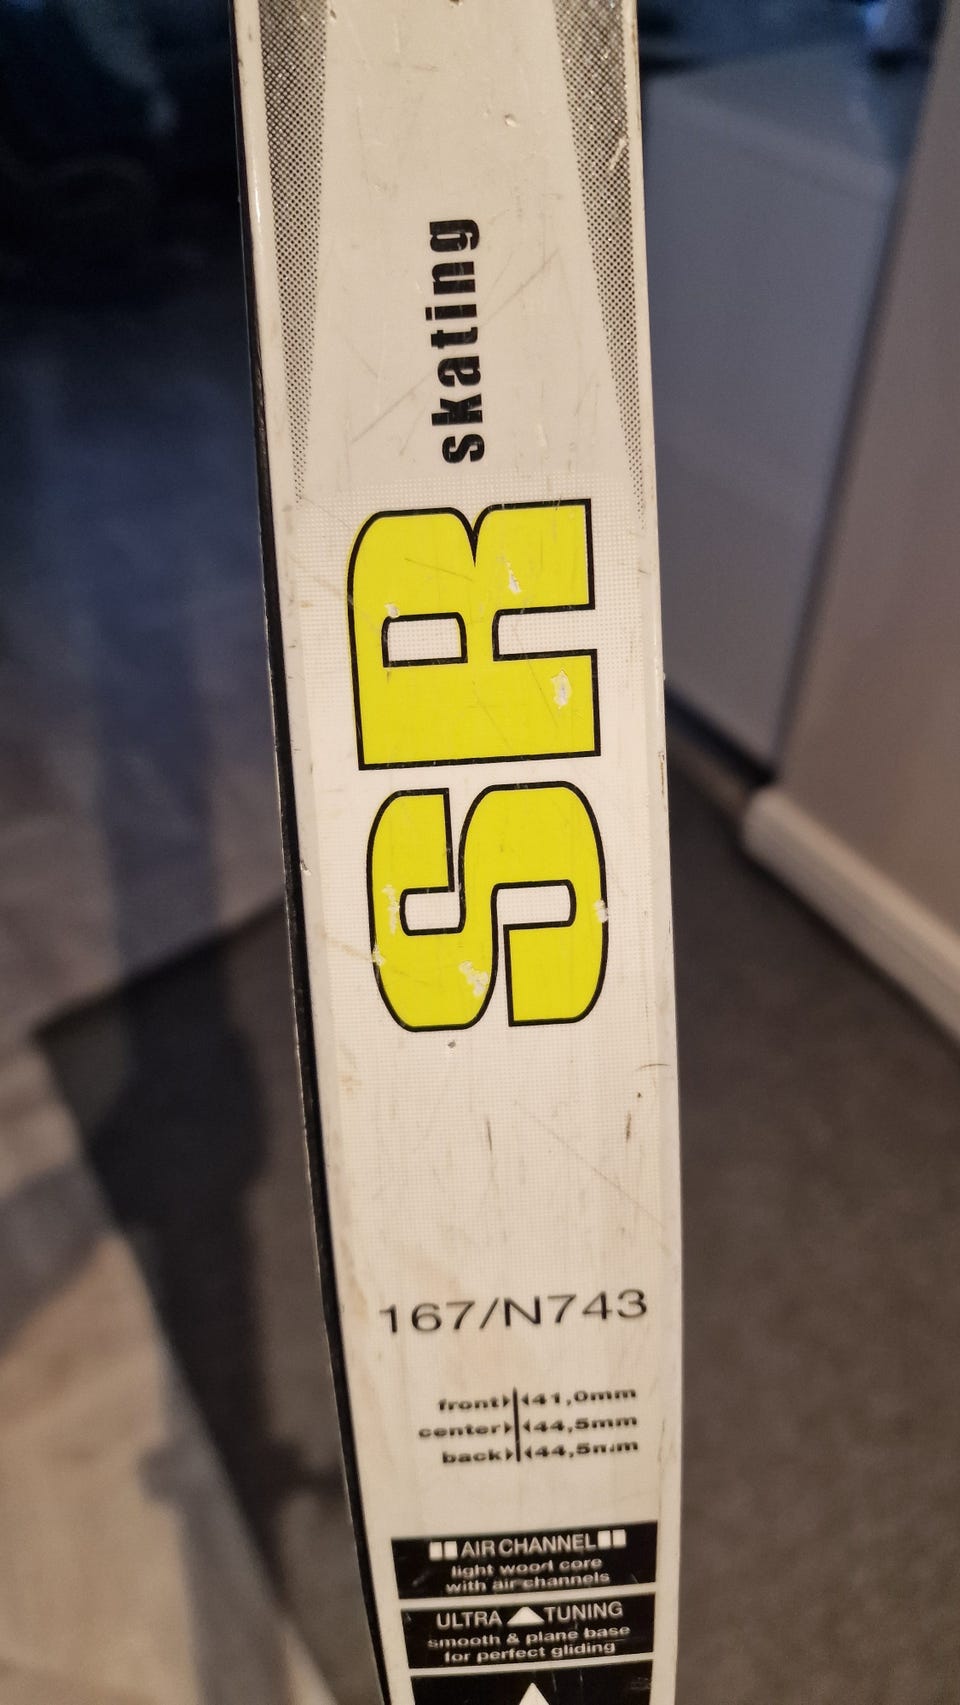 skating
SR
167/N743
front 41,0mm
center 44,5mm
back 44,5mm
AIR CHANNEL
light wood core
with air channels
ULTRA TUNING
smooth & plane base
for perfect gliding